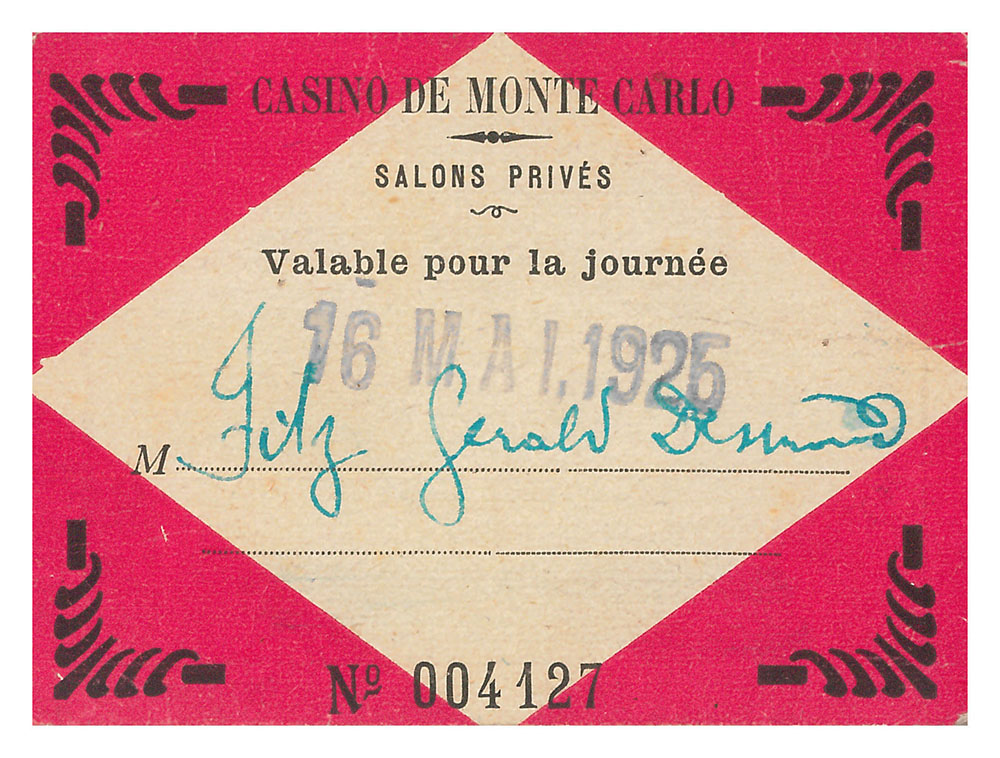 CASINO DE MONTE CARLO
SALONS PRIVÉS
Valable pour la journée
16 MAI.1925
M Fitz Gerald Desmond
Nº 004127